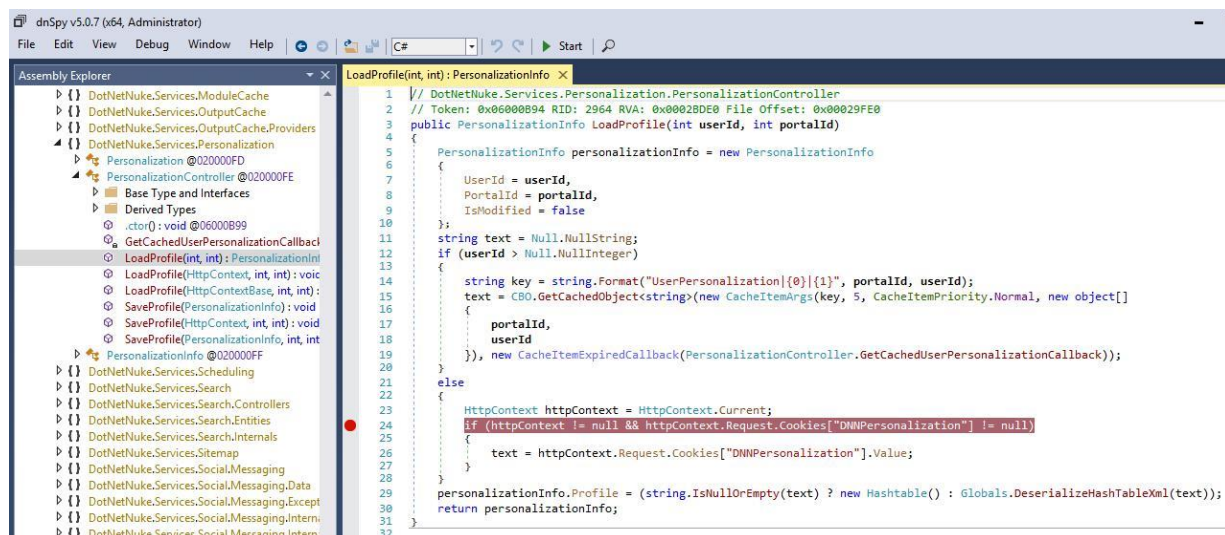 dnSpy v5.0.7 (x64, Administrator)
File Edit View Debug Window Help C# Start
Assembly Explorer
{ } DotNetNuke.Services.ModuleCache
{ } DotNetNuke.Services.OutputCache
{ } DotNetNuke.Services.OutputCache.Providers
{ } DotNetNuke.Services.Personalization
Personalization @020000FD
PersonalizationController @020000FE
Base Type and Interfaces
Derived Types
.ctor() : void @06000B99
GetCachedUserPersonalizationCallback
LoadProfile(int, int) : PersonalizationInf
LoadProfile(HttpContext, int, int) : void
LoadProfile(HttpContextBase, int, int) :
SaveProfile(PersonalizationInfo) : void
SaveProfile(HttpContext, int, int) : void
SaveProfile(PersonalizationInfo, int, int
PersonalizationInfo @020000FF
{ } DotNetNuke.Services.Scheduling
{ } DotNetNuke.Services.Search
{ } DotNetNuke.Services.Search.Controllers
{ } DotNetNuke.Services.Search.Entities
{ } DotNetNuke.Services.Search.Internals
{ } DotNetNuke.Services.Sitemap
{ } DotNetNuke.Services.Social.Messaging
{ } DotNetNuke.Services.Social.Messaging.Data
{ } DotNetNuke.Services.Social.Messaging.Except
{ } DotNetNuke.Services.Social.Messaging.Intern
{ } DotNetNuke.Services.Social.Messaging.Intern
LoadProfile(int, int) : PersonalizationInfo
1 // DotNetNuke.Services.Personalization.PersonalizationController
2 // Token: 0x06000B94 RID: 2964 RVA: 0x0002BDE0 File Offset: 0x00029FE0
3 public PersonalizationInfo LoadProfile(int userId, int portalId)
4 {
5 PersonalizationInfo personalizationInfo = new PersonalizationInfo
6 {
7 UserId = userId,
8 PortalId = portalId,
9 IsModified = false
10 };
11 string text = Null.NullString;
12 if (userId > Null.NullInteger)
13 {
14 string key = string.Format("UserPersonalization|{0}|{1}", portalId, userId);
15 text = CBO.GetCachedObject<string>(new CacheItemArgs(key, 5, CacheItemPriority.Normal, new object[]
16 {
17 portalId,
18 userId
19 }), new CacheItemExpiredCallback(PersonalizationController.GetCachedUserPersonalizationCallback));
20 }
21 else
22 {
23 HttpContext httpContext = HttpContext.Current;
24 if (httpContext != null && httpContext.Request.Cookies["DNNPersonalization"] != null)
25 {
26 text = httpContext.Request.Cookies["DNNPersonalization"].Value;
27 }
28 }
29 personalizationInfo.Profile = (string.IsNullOrEmpty(text) ? new Hashtable() : Globals.DeserializeHashTableXml(text));
30 return personalizationInfo;
31 }
32